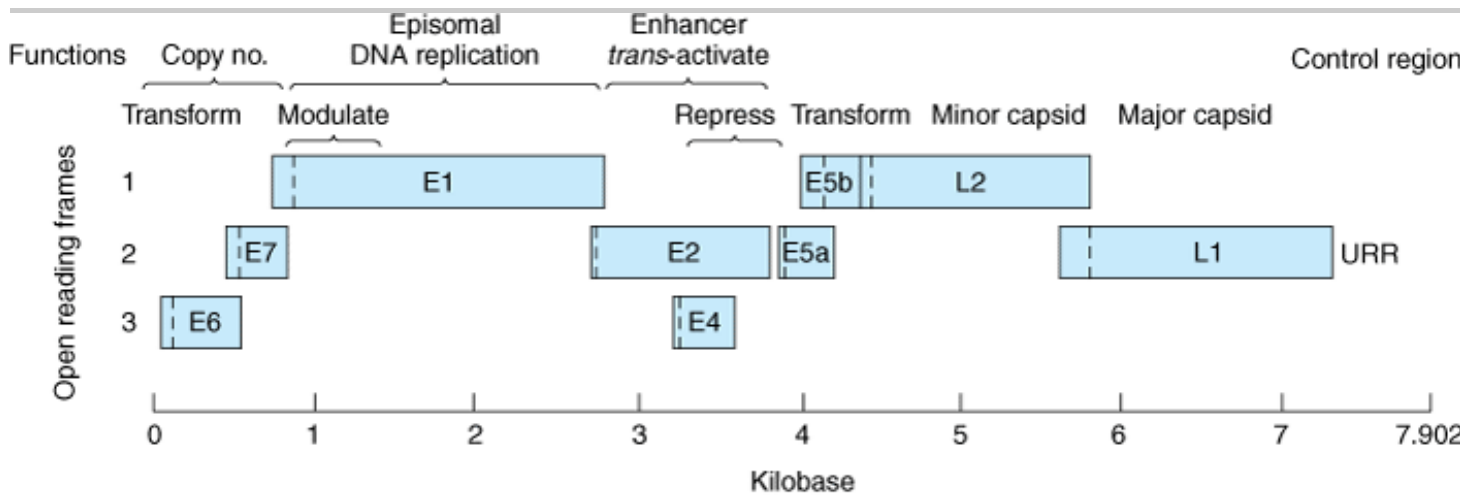 Episomal Enhancer
Functions Copy no. DNA replication trans-activate Control region
Transform Modulate Repress Transform Minor capsid Major capsid
Open reading frames
1 E1 E5b L2
2 E7 E2 E5a L1 URR
3 E6 E4
0 1 2 3 4 5 6 7 7.902
Kilobase